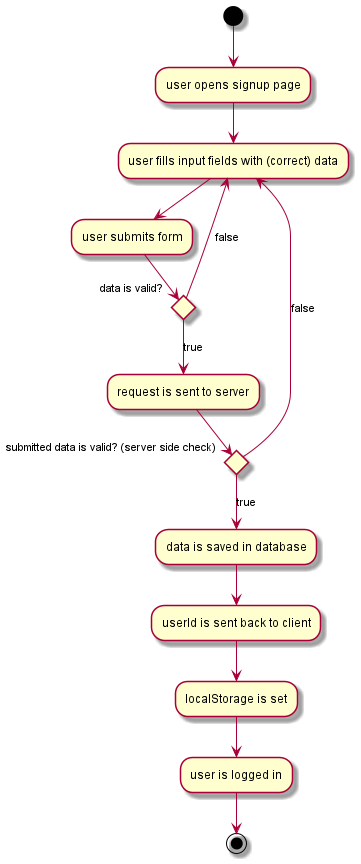 user opens signup page
user fills input fields with (correct) data
user submits form
false
data is valid?
false
true
request is sent to server
submitted data is valid? (server side check)
true
data is saved in database
userId is sent back to client
localStorage is set
user is logged in